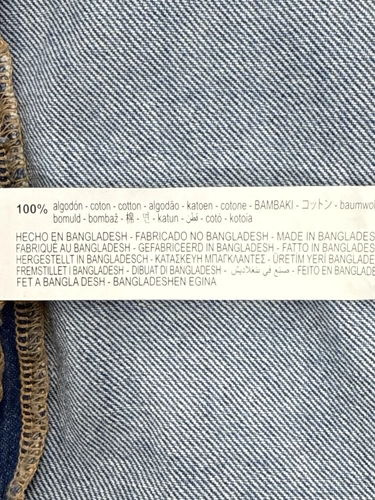 100% algodón - coton - cotton - algodão - katoen - cotone - BAMBAKI - コットン - baumwol
bomuld - bombaž - 棉 - 면 - katun - قطن - cotó - kotoia
HECHO EN BANGLADESH - FABRICADO NO BANGLADESH - MADE IN BANGLADES
FABRIQUÉ AU BANGLADESH - GEFABRICEERD IN BANGLADESH - FATTO IN BANGLADES
HERGESTELLT IN BANGLADESCH - ΚΑΤΑΣΚΕΥΗ ΜΠΑΓΚΛΑΝΤΕΣ - ÜRETİM YERİ BANGLADE
FREMSTILLET I BANGLADESH - DIBUAT DI BANGLADESH - صنع في بنغلاديش - FEITO EN BANGLADE
FET A BANGLA DESH - BANGLADESHEN EGINA